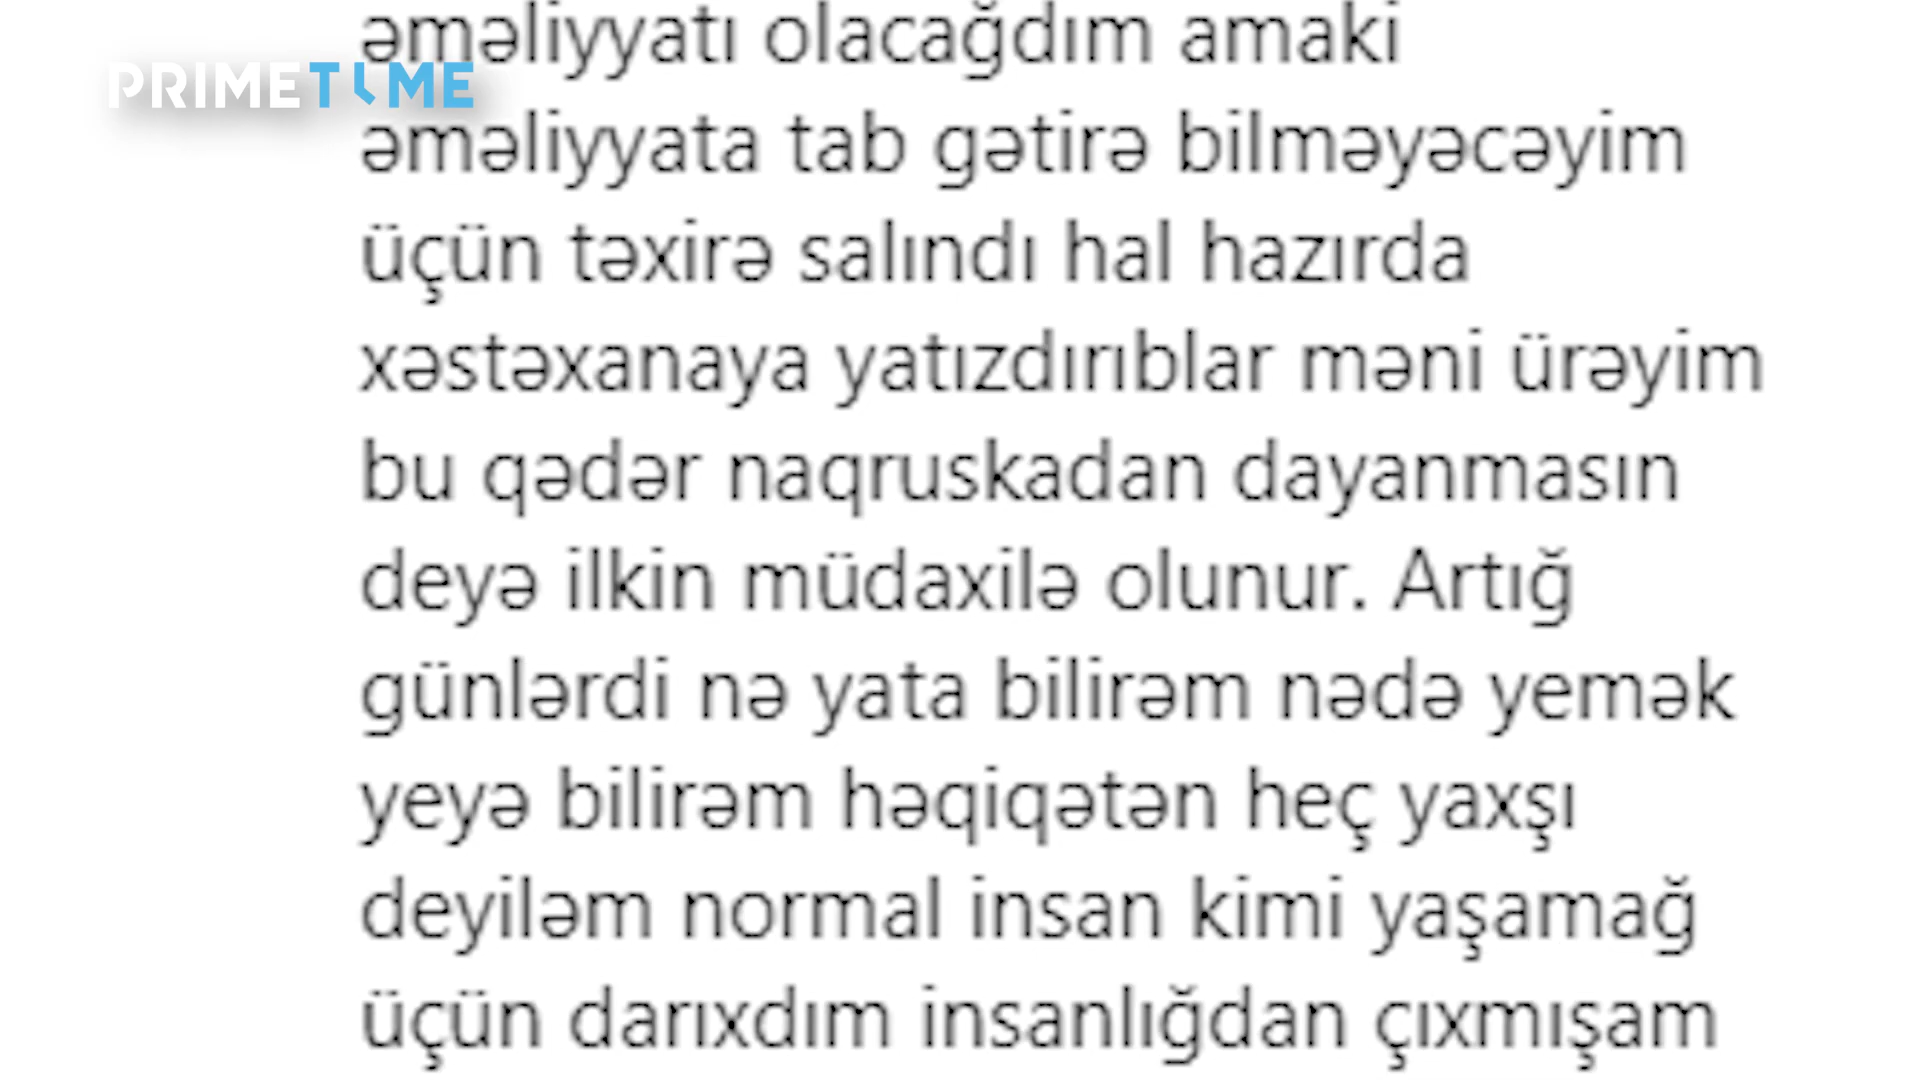 əməliyyatı olacağdım amaki
PRIMETIME
əməliyyata tab gətirə bilməyəcəyim
üçün təxirə salındı hal hazırda
xəstəxanaya yatızdırıblar məni ürəyim
bu qədər naqruskadan dayanmasın
deyə ilkin müdaxilə olunur. Artığ
günlərdi nə yata bilirəm nədə yemək
yeyə bilirəm həqiqətən heç yaxşı
deyiləm normal insan kimi yaşamağ
üçün darıxdım insanlığdan çıxmışam